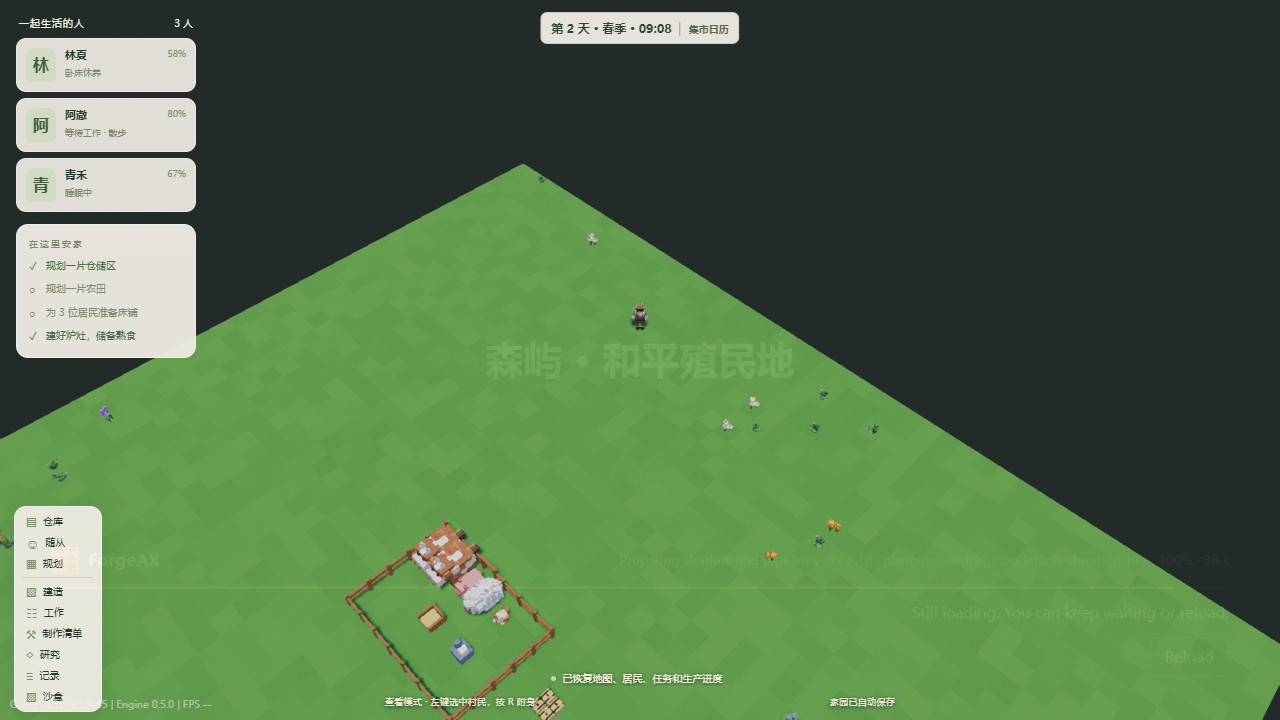 一起生活的人 3 人
林
林夏 58%
卧床休养
阿
阿澈 80%
等待工作 · 散步
青
青禾 67%
睡眠中
在这里安家
✓ 规划一片仓储区
○ 规划一片农田
○ 为 3 位居民准备床铺
✓ 建好炉灶，储备熟食
第 2 天 • 春季 • 09:08 | 集市日历
森屿 · 和平殖民地
仓库
随从
规划
建造
工作
制作清单
研究
记录
沙盒
ForgeAX
Preparing shaders and pipelines
100% · 38 s
Still loading. You can keep waiting or reload.
Reload
已恢复地图、居民、任务和生产进度
查看模式 · 左键选中村民，按 R 附身
家园已自动保存
| Engine 0.5.0 | FPS --